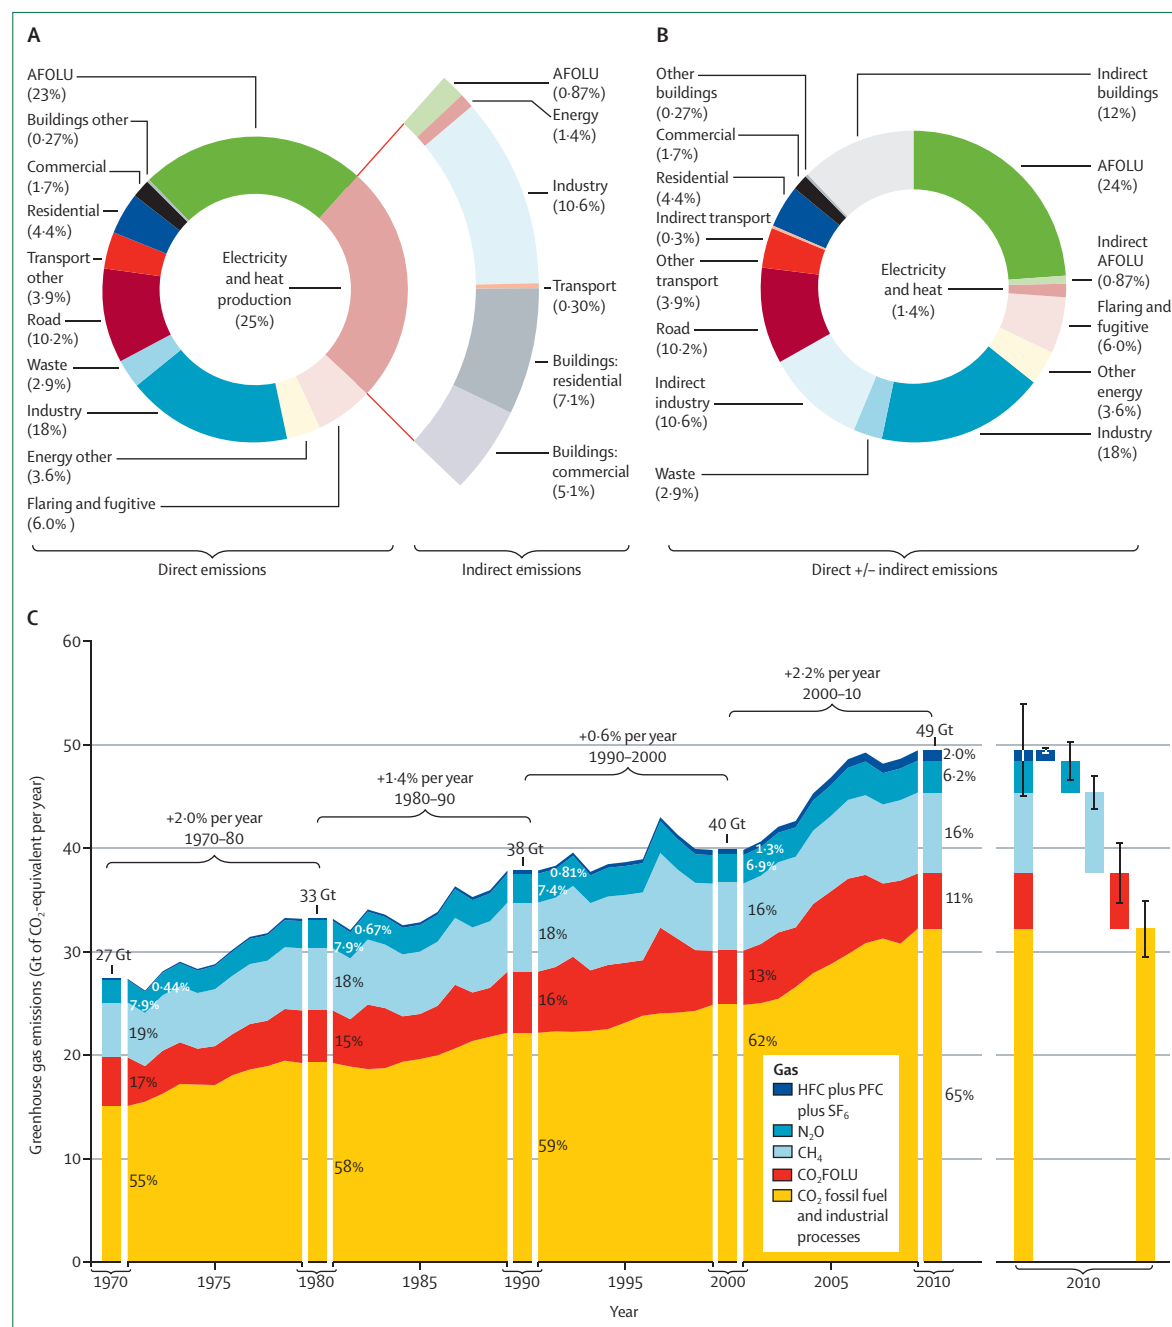 A
AFOLU
(23%)
Buildings other
(0·27%)
Commercial
(1·7%)
Residential
(4·4%)
Transport
other
(3·9%)
Road
(10·2%)
Waste
(2·9%)
Industry
(18%)
Energy other
(3·6%)
Flaring and fugitive
(6·0% )
Electricity
and heat
production
(25%)
AFOLU
(0·87%)
Energy
(1·4%)
Industry
(10·6%)
Transport
(0·30%)
Buildings:
residential
(7·1%)
Buildings:
commercial
(5·1%)
Direct emissions
Indirect emissions
B
Other
buildings
(0·27%)
Commercial
(1·7%)
Residential
(4·4%)
Indirect transport
(0·3%)
Other
transport
(3·9%)
Road
(10·2%)
Indirect
industry
(10·6%)
Waste
(2·9%)
Electricity
and heat
(1·4%)
Indirect
buildings
(12%)
AFOLU
(24%)
Indirect
AFOLU
(0·87%)
Flaring and
fugitive
(6·0%)
Other
energy
(3·6%)
Industry
(18%)
Direct +/– indirect emissions
C
Greenhouse gas emissions (Gt of CO₂-equivalent per year)
60
50
40
30
20
10
0
+2·0% per year
1970–80
+1·4% per year
1980–90
+0·6% per year
1990–2000
+2·2% per year
2000–10
27 Gt
33 Gt
38 Gt
40 Gt
49 Gt
0·44%
7·9%
19%
17%
55%
0·67%
7·9%
18%
15%
58%
0·81%
7·4%
18%
16%
59%
1·3%
6·9%
16%
13%
62%
2·0%
6·2%
16%
11%
65%
Gas
HFC plus PFC
plus SF₆
N₂O
CH₄
CO₂FOLU
CO₂ fossil fuel
and industrial
processes
1970
1975
1980
1985
1990
1995
2000
2005
2010
2010
Year